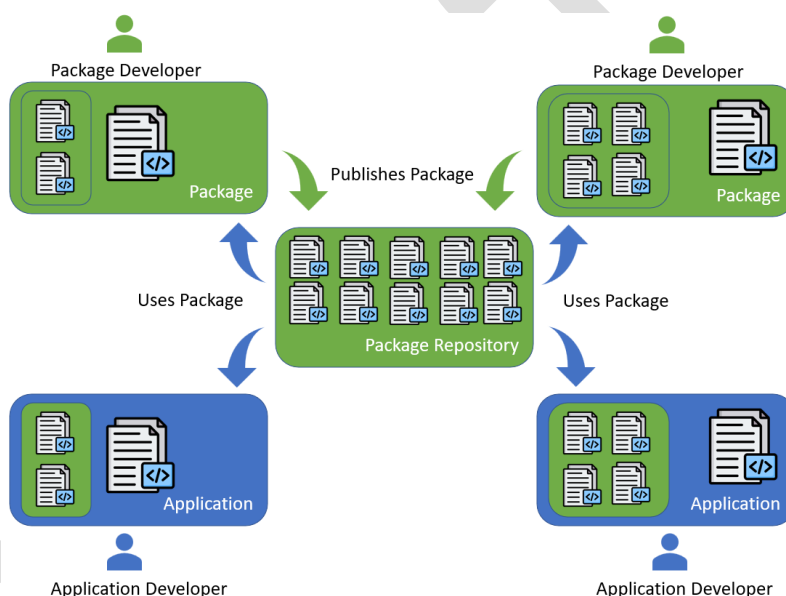 Package Developer
Package Developer
Package
Publishes Package
Package
Uses Package
Uses Package
Package Repository
Application
Application
Application Developer
Application Developer